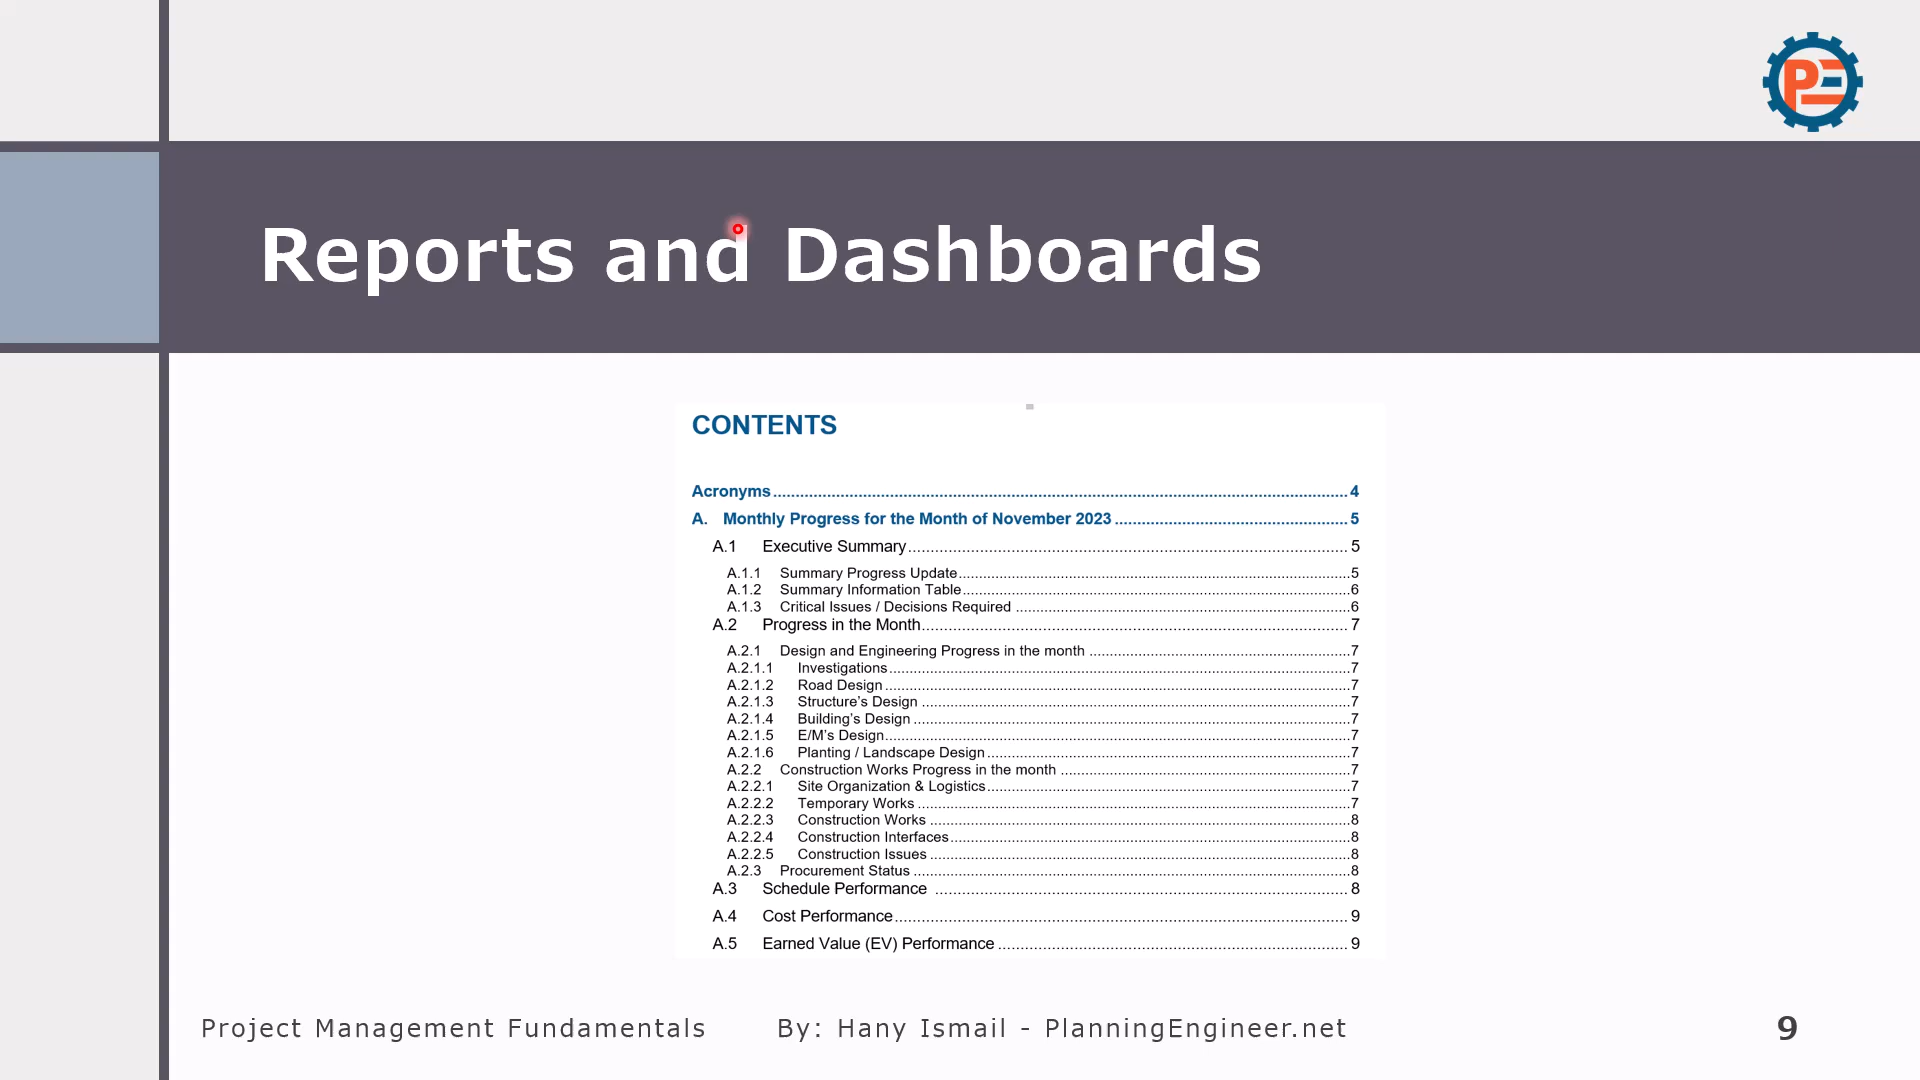 PE
Reports and Dashboards
CONTENTS
Acronyms 4
A. Monthly Progress for the Month of November 2023 5
A.1 Executive Summary 5
A.1.1 Summary Progress Update 5
A.1.2 Summary Information Table 6
A.1.3 Critical Issues / Decisions Required 6
A.2 Progress in the Month 7
A.2.1 Design and Engineering Progress in the month 7
A.2.1.1 Investigations 7
A.2.1.2 Road Design 7
A.2.1.3 Structure’s Design 7
A.2.1.4 Building’s Design 7
A.2.1.5 E/M’s Design 7
A.2.1.6 Planting / Landscape Design 7
A.2.2 Construction Works Progress in the month 7
A.2.2.1 Site Organization & Logistics 7
A.2.2.2 Temporary Works 7
A.2.2.3 Construction Works 8
A.2.2.4 Construction Interfaces 8
A.2.2.5 Construction Issues 8
A.2.3 Procurement Status 8
A.3 Schedule Performance 8
A.4 Cost Performance 9
A.5 Earned Value (EV) Performance 9
Project Management Fundamentals By: Hany Ismail - PlanningEngineer.net 9